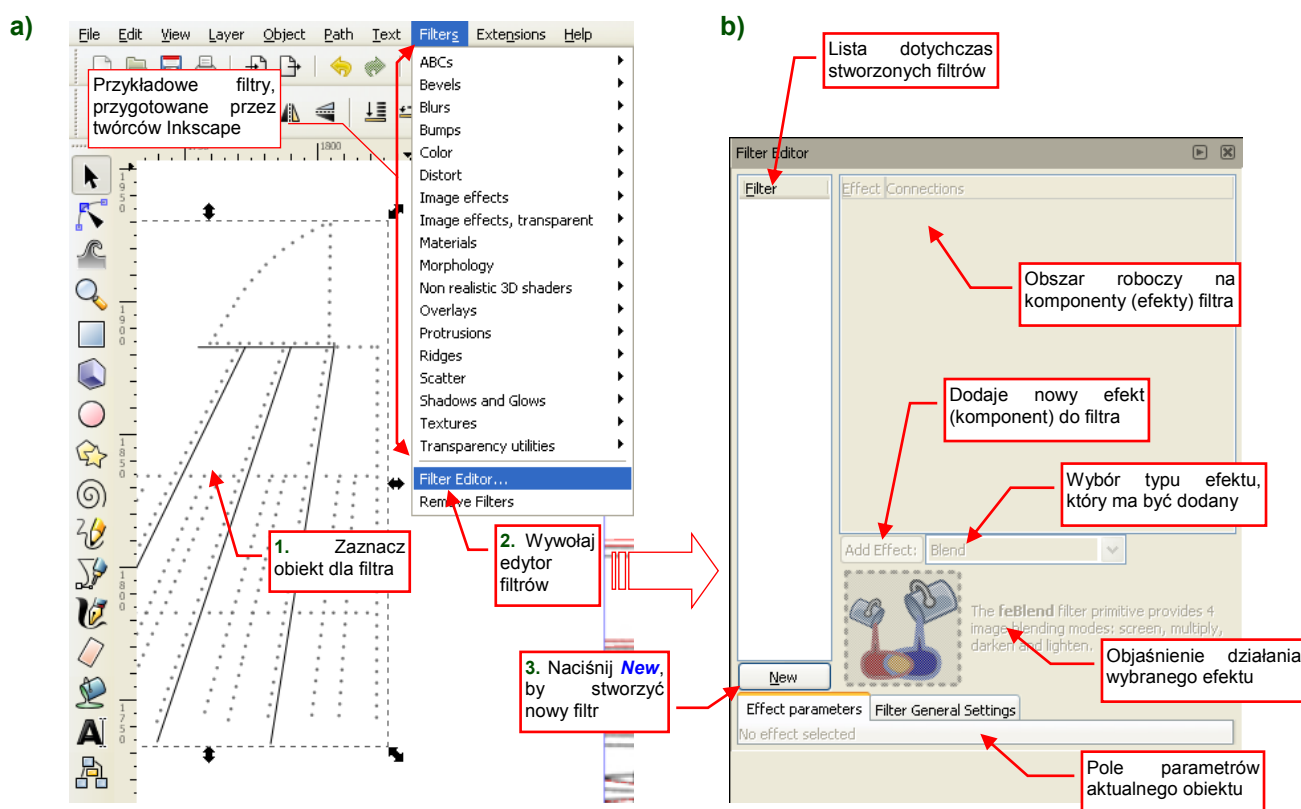 a)
File Edit View Layer Object Path Text Filters Extensions Help
Przykładowe filtry,
przygotowane przez
twórców Inkscape
ABCs
Bevels
Blurs
Bumps
Color
Distort
Image effects
Image effects, transparent
Materials
Morphology
Non realistic 3D shaders
Overlays
Protrusions
Ridges
Scatter
Shadows and Glows
Textures
Transparency utilities
Filter Editor...
Remove Filters
1800
1950
1900
1850
1800
1750
1. Zaznacz
obiekt dla filtra
2. Wywołaj
edytor
filtrów
3. Naciśnij New,
by stworzyć
nowy filtr
b)
Lista dotychczas
stworzonych filtrów
Filter Editor
Filter
Effect Connections
Obszar roboczy na
komponenty (efekty) filtra
Dodaje nowy efekt
(komponent) do filtra
Wybór typu efektu,
który ma być dodany
Add Effect: Blend
The feBlend filter primitive provides 4
image blending modes: screen, multiply,
darken and lighten.
Objaśnienie działania
wybranego efektu
New
Effect parameters Filter General Settings
No effect selected
Pole parametrów
aktualnego obiektu